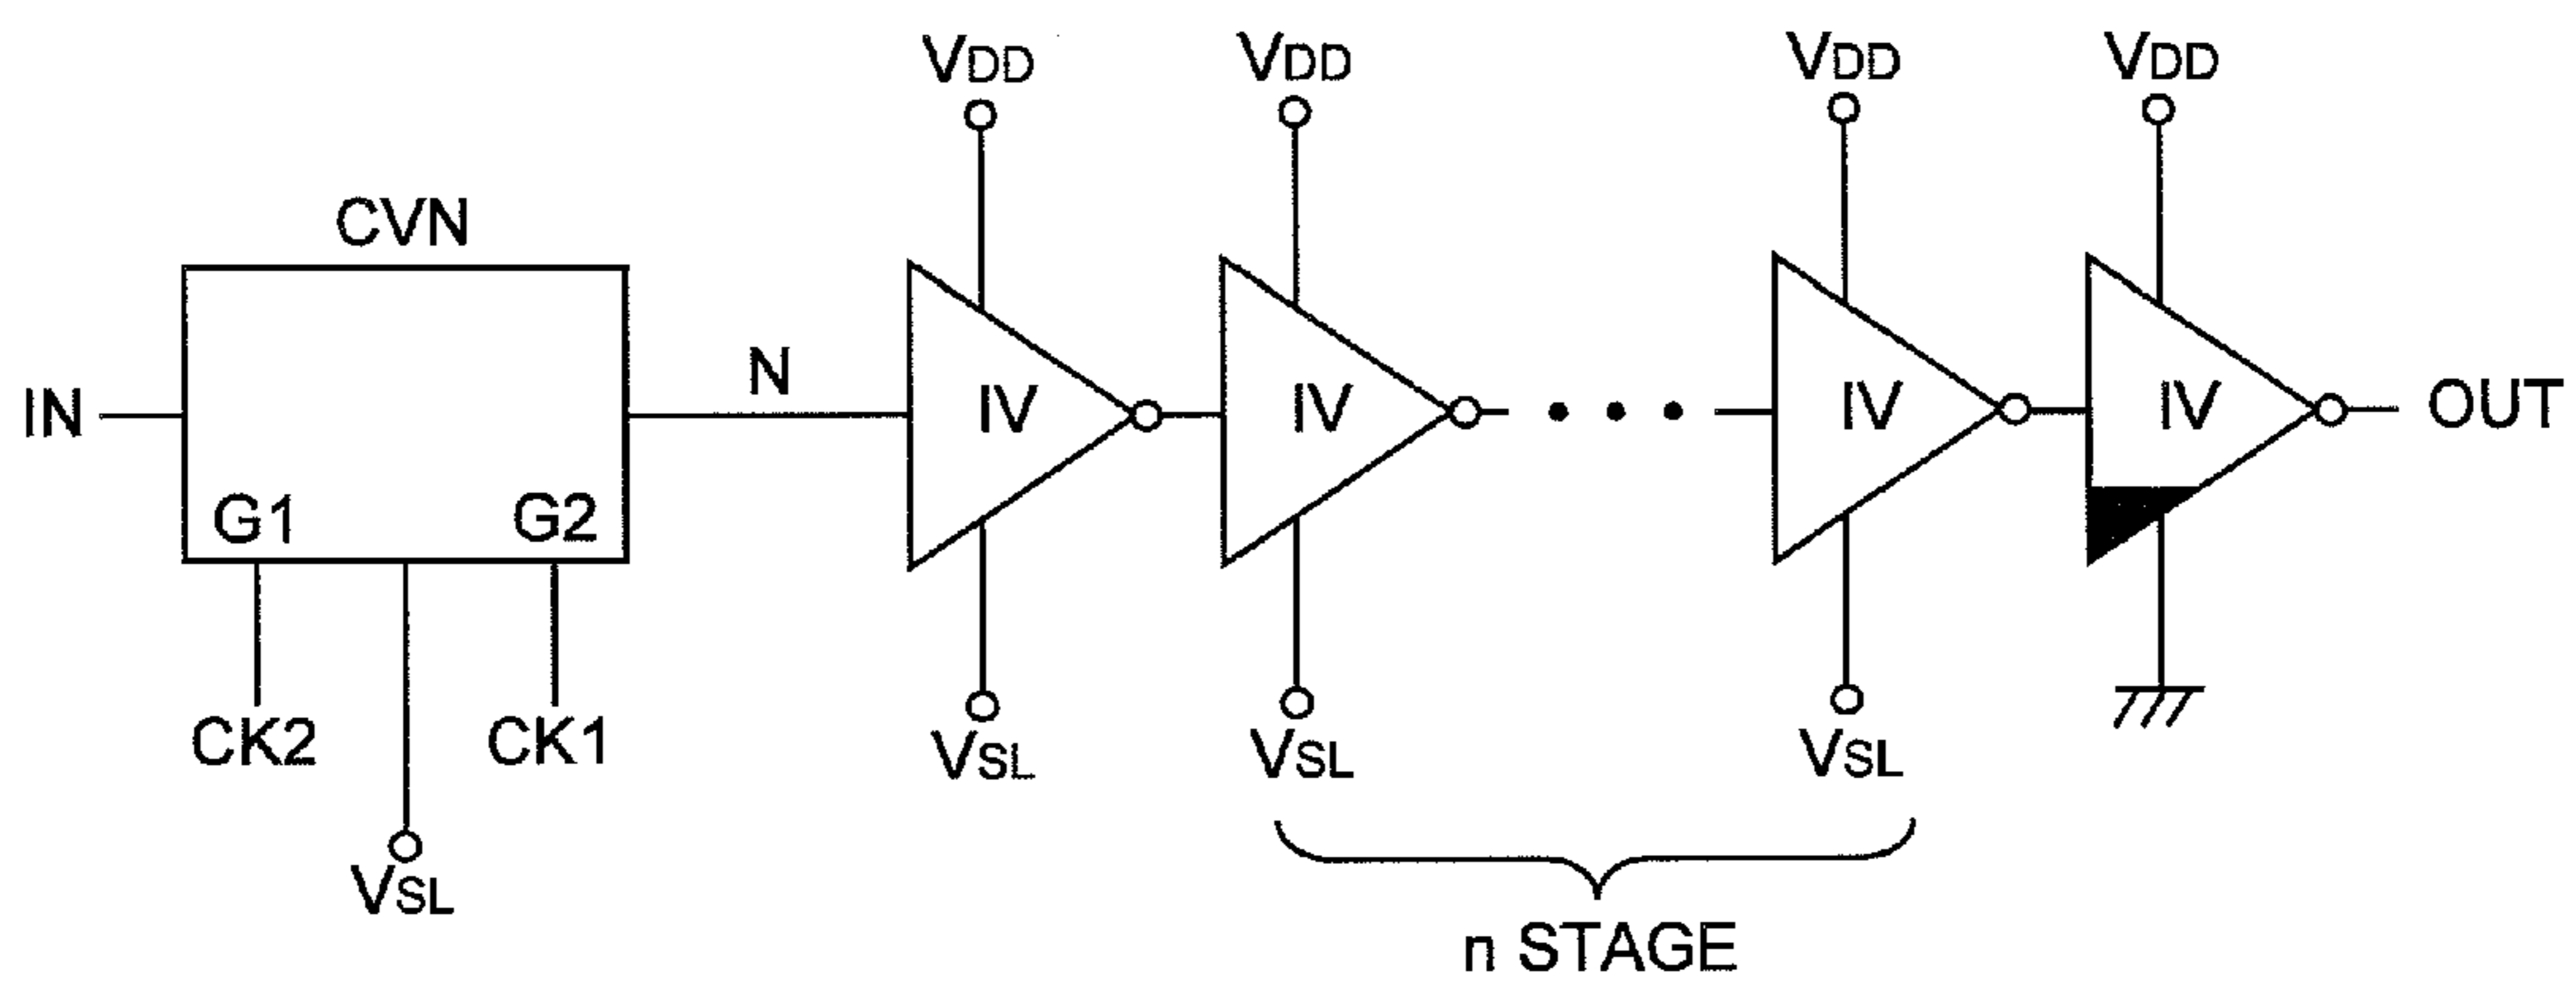 VDD VDD VDD VDD
CVN
IN N IV IV IV IV OUT
G1 G2
CK2 CK1
VSL VSL VSL
VSL
n STAGE